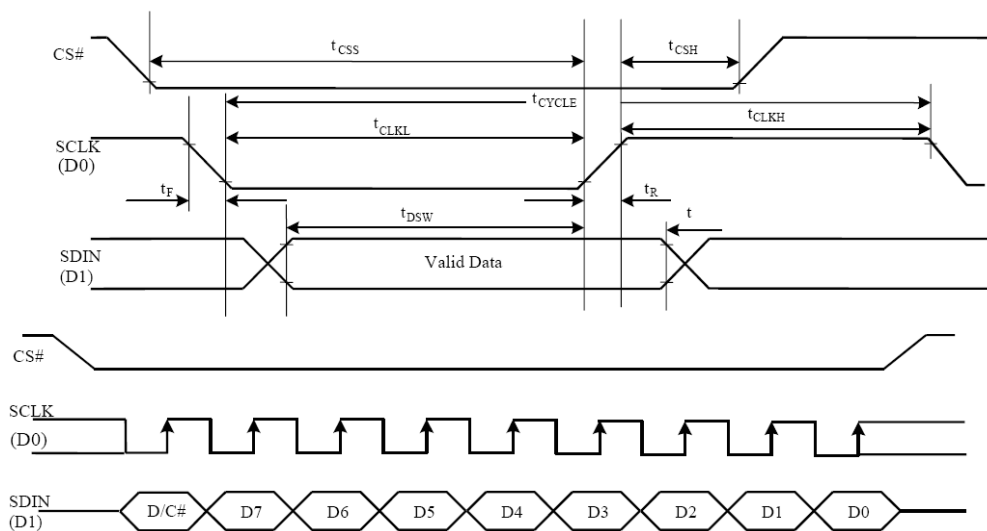 CS#
tCSS
tCSH
tCYCLE
tCLKH
SCLK
(D0)
tCLKL
tF
tR
tDSW
t
SDIN
(D1)
Valid Data
CS#
SCLK
(D0)
SDIN
(D1)
D/C# D7 D6 D5 D4 D3 D2 D1 D0